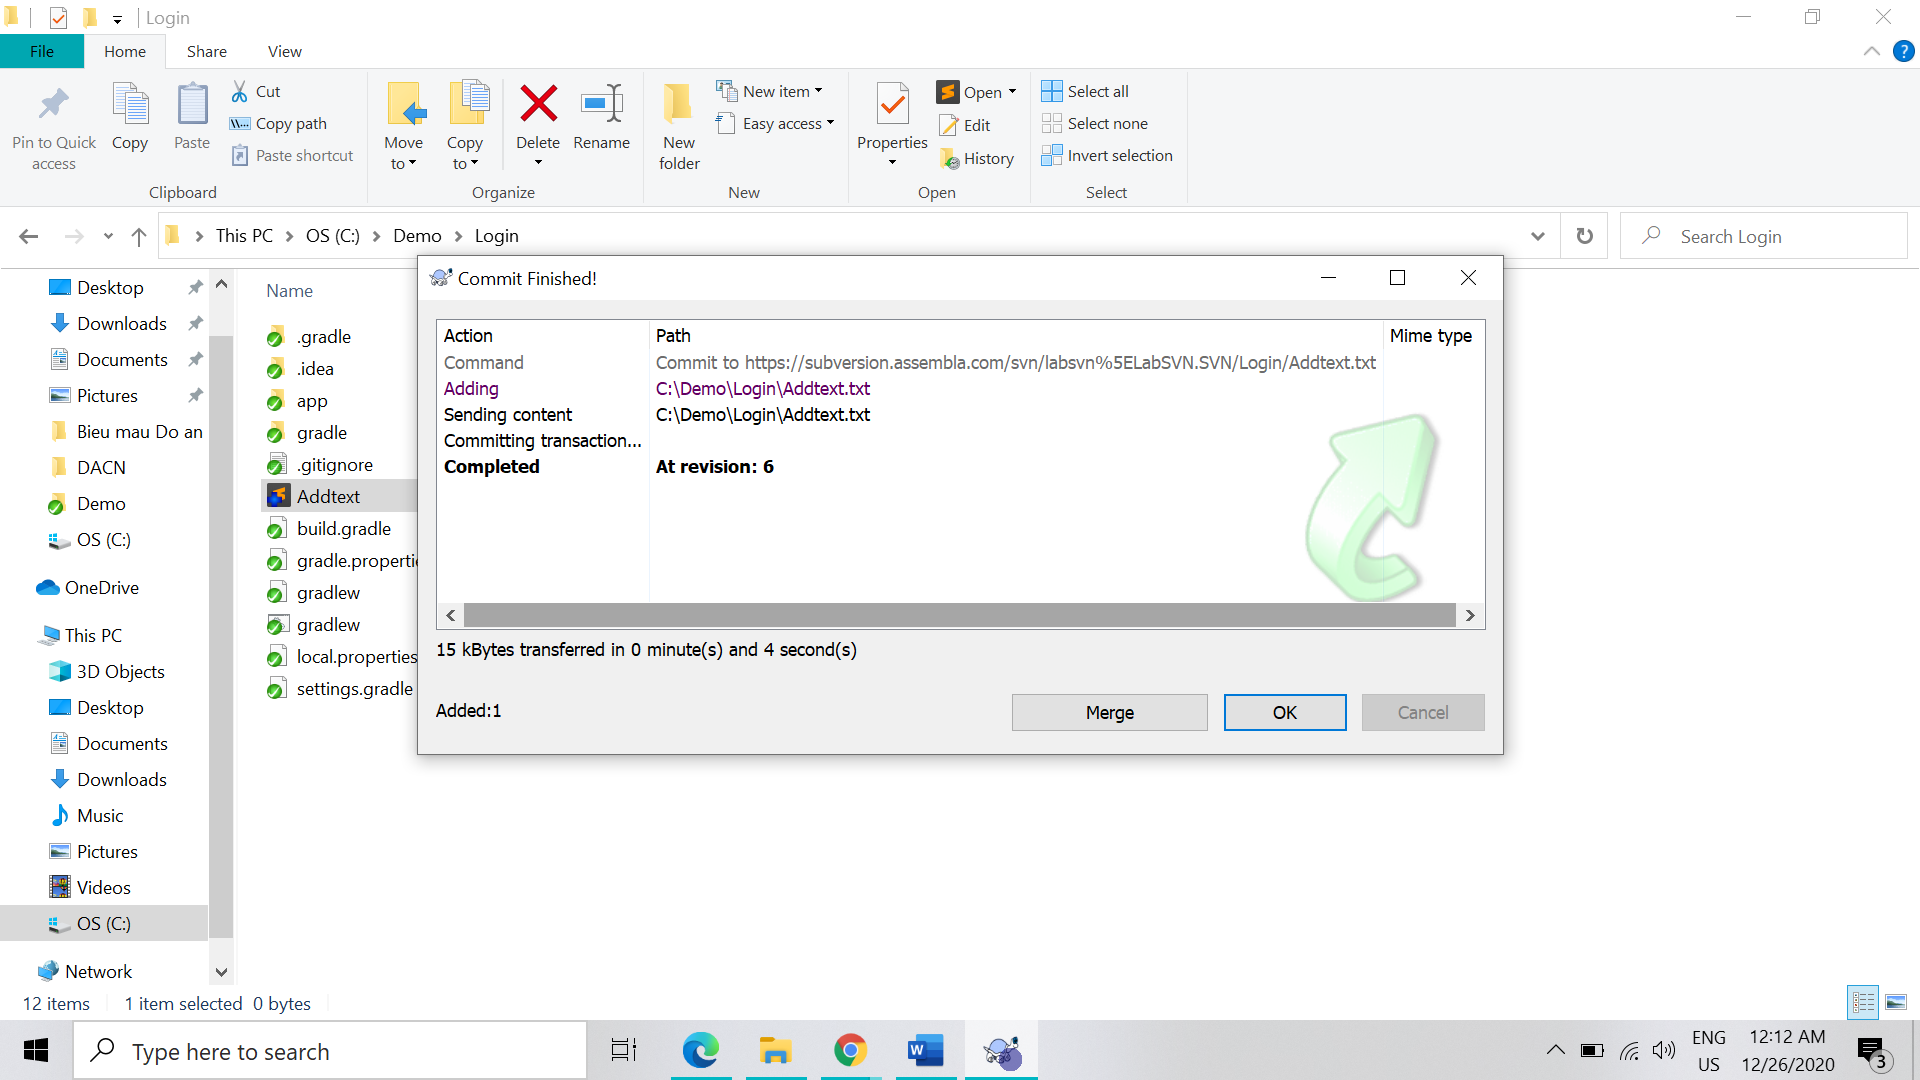 Login
File
Home
Share
View
?
Pin to Quick
access
Copy
Paste
Cut
Copy path
Paste shortcut
Clipboard
Move
to
Copy
to
Delete
Rename
Organize
New
folder
New item
Easy access
New
Properties
Open
Edit
History
Open
Select all
Select none
Invert selection
Select
This PC
OS (C:)
Demo
Login
Search Login
Desktop
Downloads
Documents
Pictures
Bieu mau Do an
DACN
Demo
OS (C:)
OneDrive
This PC
3D Objects
Desktop
Documents
Downloads
Music
Pictures
Videos
OS (C:)
Network
Name
.gradle
.idea
app
gradle
.gitignore
Addtext
build.gradle
gradle.properti
gradlew
gradlew
local.properties
settings.gradle
Commit Finished!
Action Path Mime type
Command Commit to https://subversion.assembla.com/svn/labsvn%5ELabSVN.SVN/Login/Addtext.txt
Adding C:\Demo\Login\Addtext.txt
Sending content C:\Demo\Login\Addtext.txt
Committing transaction...
Completed At revision: 6
15 kBytes transferred in 0 minute(s) and 4 second(s)
Added:1
Merge
OK
Cancel
12 items 1 item selected 0 bytes
Type here to search
W
ENG
US
12:12 AM
12/26/2020
3